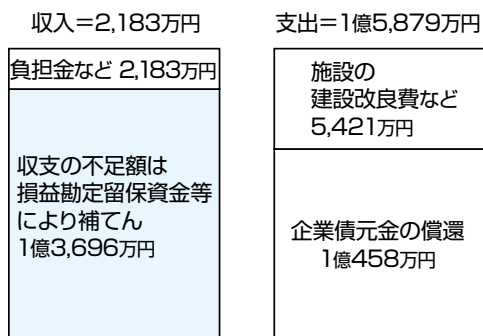 収入＝2,183万円
負担金など 2,183万円
収支の不足額は
損益勘定留保資金等
により補てん
1億3,696万円
支出＝1億5,879万円
施設の
建設改良費など
5,421万円
企業債元金の償還
1億458万円